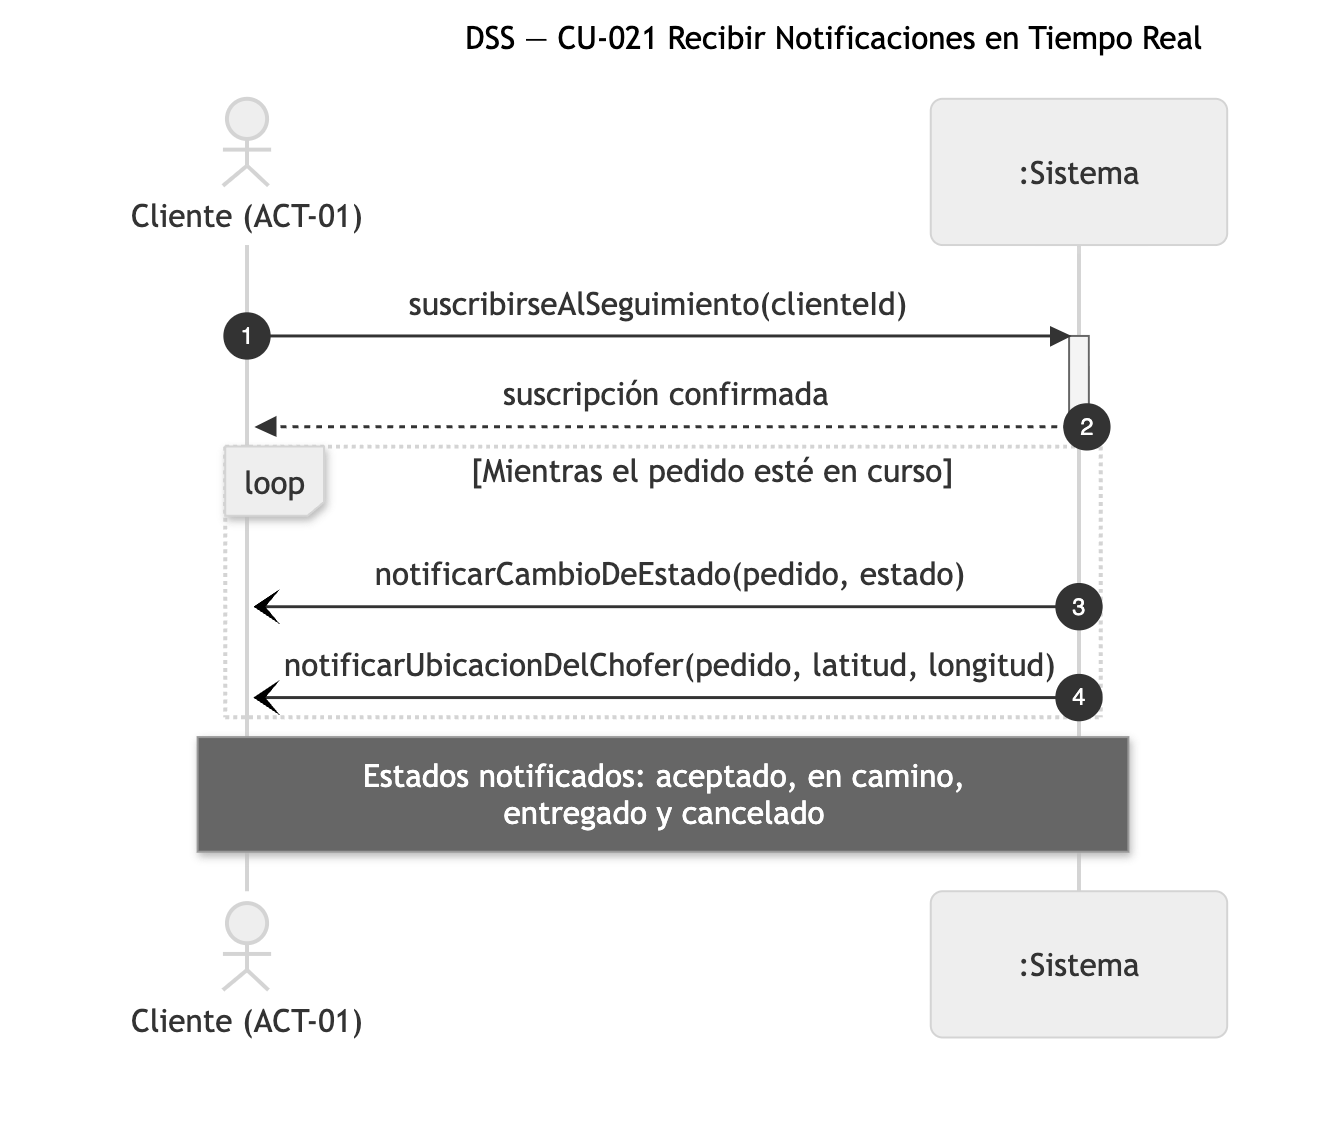 DSS — CU-021 Recibir Notificaciones en Tiempo Real
Cliente (ACT-01)
:Sistema
suscribirseAlSeguimiento(clienteId)
1
suscripción confirmada
2
loop
[Mientras el pedido esté en curso]
notificarCambioDeEstado(pedido, estado)
3
notificarUbicacionDelChofer(pedido, latitud, longitud)
4
Estados notificados: aceptado, en camino,
entregado y cancelado
Cliente (ACT-01)
:Sistema